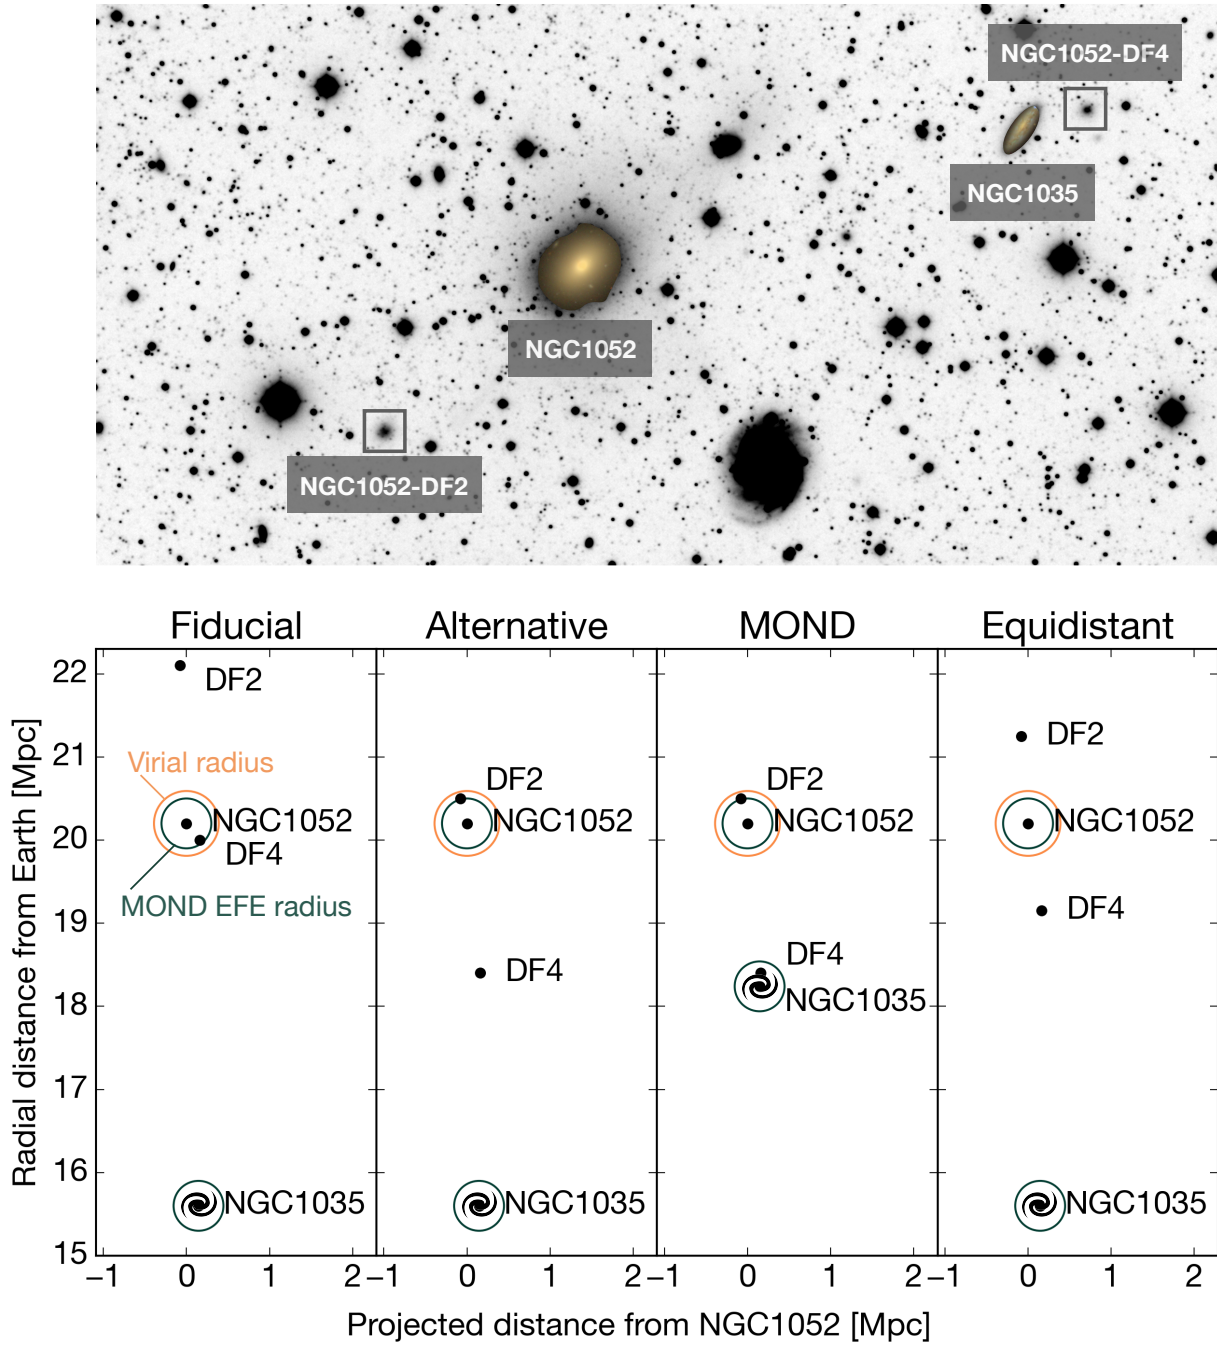 NGC1052-DF4
NGC1035
NGC1052
NGC1052-DF2
Fiducial
Alternative
MOND
Equidistant
Radial distance from Earth [Mpc]
22
21
20
19
18
17
16
15
DF2
Virial radius
NGC1052
DF4
MOND EFE radius
NGC1035
DF2
NGC1052
DF4
NGC1035
DF2
NGC1052
DF4
NGC1035
DF2
NGC1052
DF4
NGC1035
−1 0 1 2 −1 0 1 2 −1 0 1 2 −1 0 1 2
Projected distance from NGC1052 [Mpc]